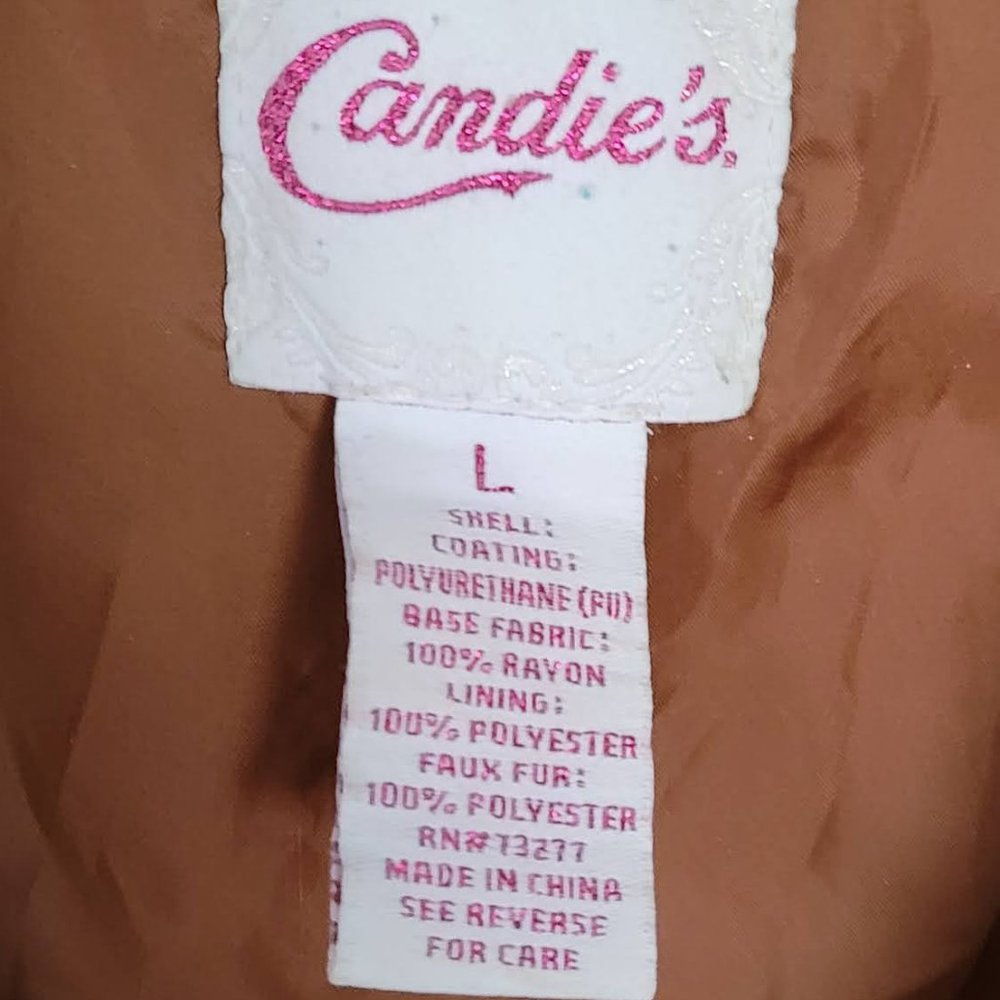 Candie's
L
SHELL:
COATING:
POLYURETHANE (PU)
BASE FABRIC:
100% RAYON
LINING:
100% POLYESTER
FAUX FUR:
100% POLYESTER
RN# 73277
MADE IN CHINA
SEE REVERSE
FOR CARE